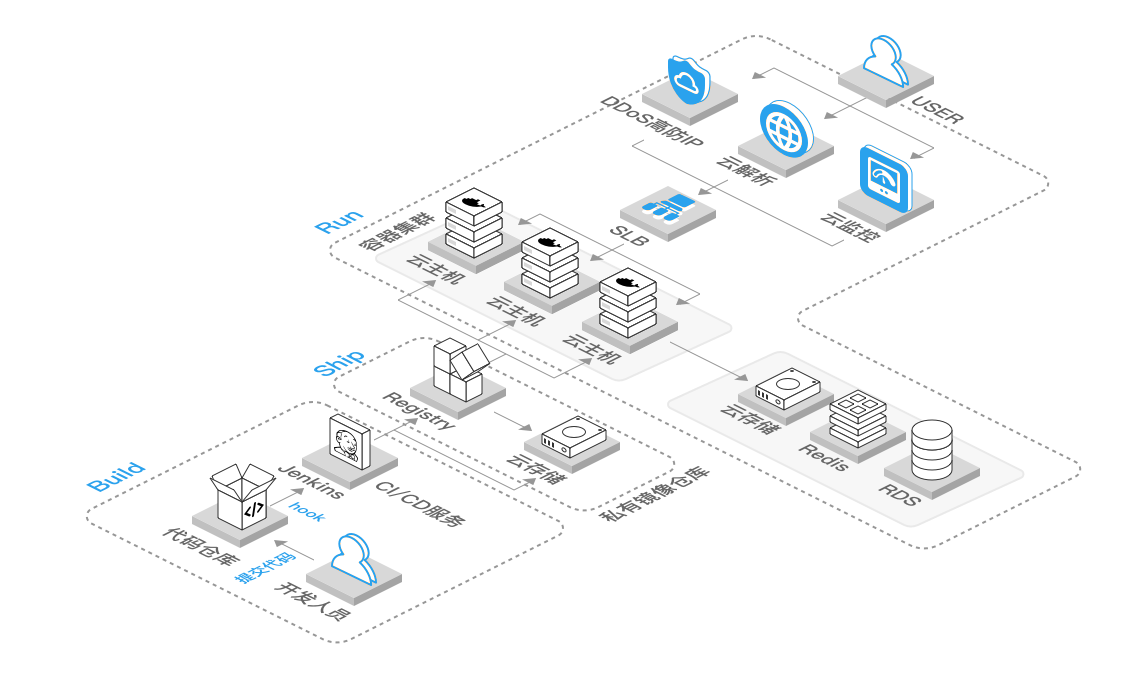 USER
DDoS高防IP
云解析
云监控
Run
容器集群
SLB
云主机
云主机
云主机
Ship
Registry
云存储
私有镜像仓库
云存储
Redis
RDS
Build
Jenkins
CI/CD服务
hook
</>
代码仓库
提交代码
开发人员